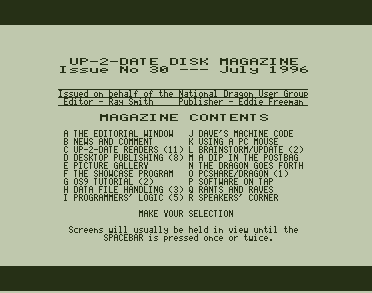 UP-2-DATE DISK MAGAZINE
Issue No 30 --- July 1996
Issued on behalf of the National Dragon User Group
Editor - Ray Smith Publisher - Eddie Freeman
MAGAZINE CONTENTS
A THE EDITORIAL WINDOW J DAVE'S MACHINE CODE
B NEWS AND COMMENT K USING A PC MOUSE
C UP-2-DATE READERS (11) L BRAINSTORM/UPDATE (2)
D DESKTOP PUBLISHING (8) M A DIP IN THE POSTBAG
E PICTURE GALLERY N THE DRAGON GOES FORTH
F THE SHOWCASE PROGRAM O PCSHARE/DRAGON (1)
G OS9 TUTORIAL (2) P SOFTWARE ON TAP
H DATA FILE HANDLING (3) Q RANTS AND RAVES
I PROGRAMMERS' LOGIC (5) R SPEAKERS' CORNER
MAKE YOUR SELECTION
Screens will usually be held in view until the
SPACEBAR is pressed once or twice.